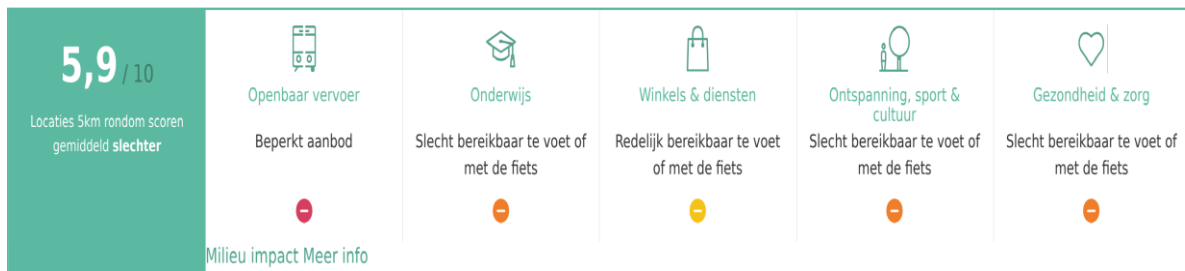 5,9 / 10
Locaties 5km rondom scoren
gemiddeld slechter
Openbaar vervoer
Beperkt aanbod
Onderwijs
Slecht bereikbaar te voet of
met de fiets
Winkels & diensten
Redelijk bereikbaar te voet
of met de fiets
Ontspanning, sport &
cultuur
Slecht bereikbaar te voet of
met de fiets
Gezondheid & zorg
Slecht bereikbaar te voet of
met de fiets
Milieu impact Meer info